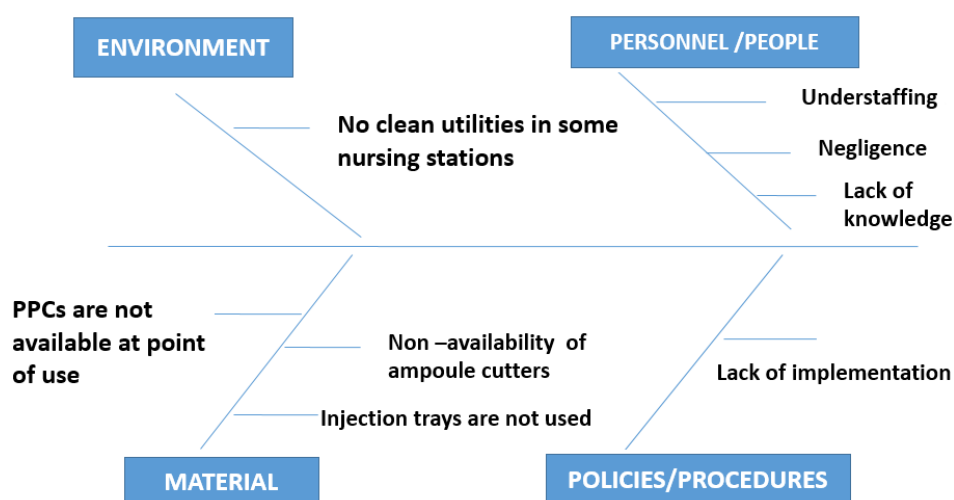 ENVIRONMENT
PERSONNEL /PEOPLE
Understaffing
No clean utilities in some
nursing stations
Negligence
Lack of
knowledge
PPCs are not
available at point
of use
Non –availability of
ampoule cutters
Injection trays are not used
Lack of implementation
MATERIAL
POLICIES/PROCEDURES